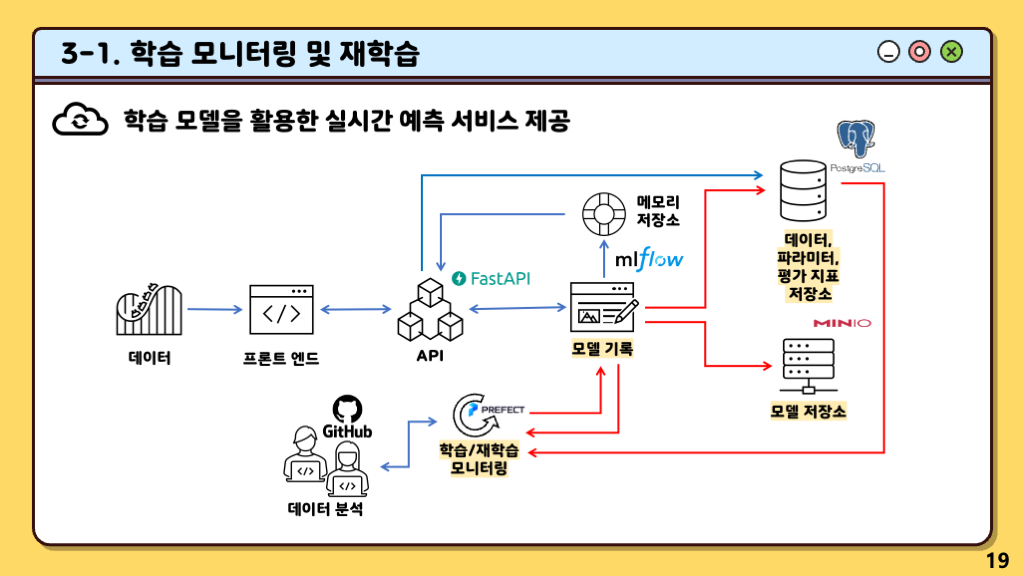 3-1. 학습 모니터링 및 재학습
학습 모델을 활용한 실시간 예측 서비스 제공
PostgreSQL
메모리
저장소
데이터,
파라미터,
평가 지표
저장소
mlflow
FastAPI
</>
데이터
프론트 엔드
API
모델 기록
MINIO
모델 저장소
GitHub
PREFECT
학습/재학습
모니터링
</>
</>
데이터 분석
19